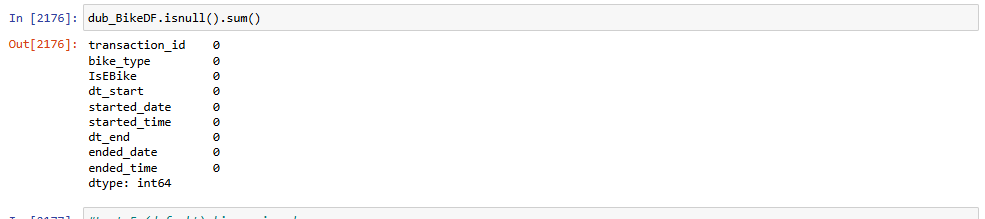 In [2176]: dub_BikeDF.isnull().sum()
Out[2176]: transaction_id    0
bike_type         0
IsEBike           0
dt_start          0
started_date      0
started_time      0
dt_end            0
ended_date        0
ended_time        0
dtype: int64